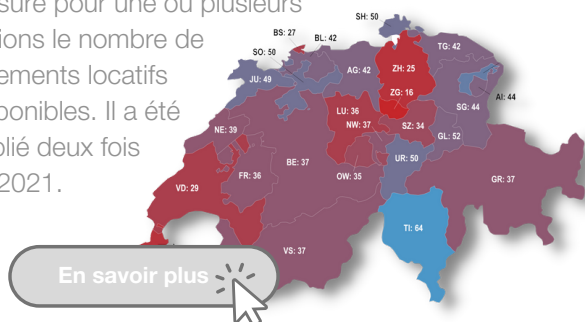 sure pour une ou plusieurs
ions le nombre de
ements locatifs
ponibles. Il a été
lié deux fois
2021.
SH: 50
BS: 27
BL: 42
SO: 50
TG: 42
JU: 49
AG: 42
ZH: 25
ZG: 16
AI: 44
LU: 36
SG: 44
NW: 37
SZ: 34
NE: 39
GL: 52
BE: 37
UR: 50
FR: 36
OW: 35
GR: 37
VD: 29
TI: 64
VS: 37
En savoir plus